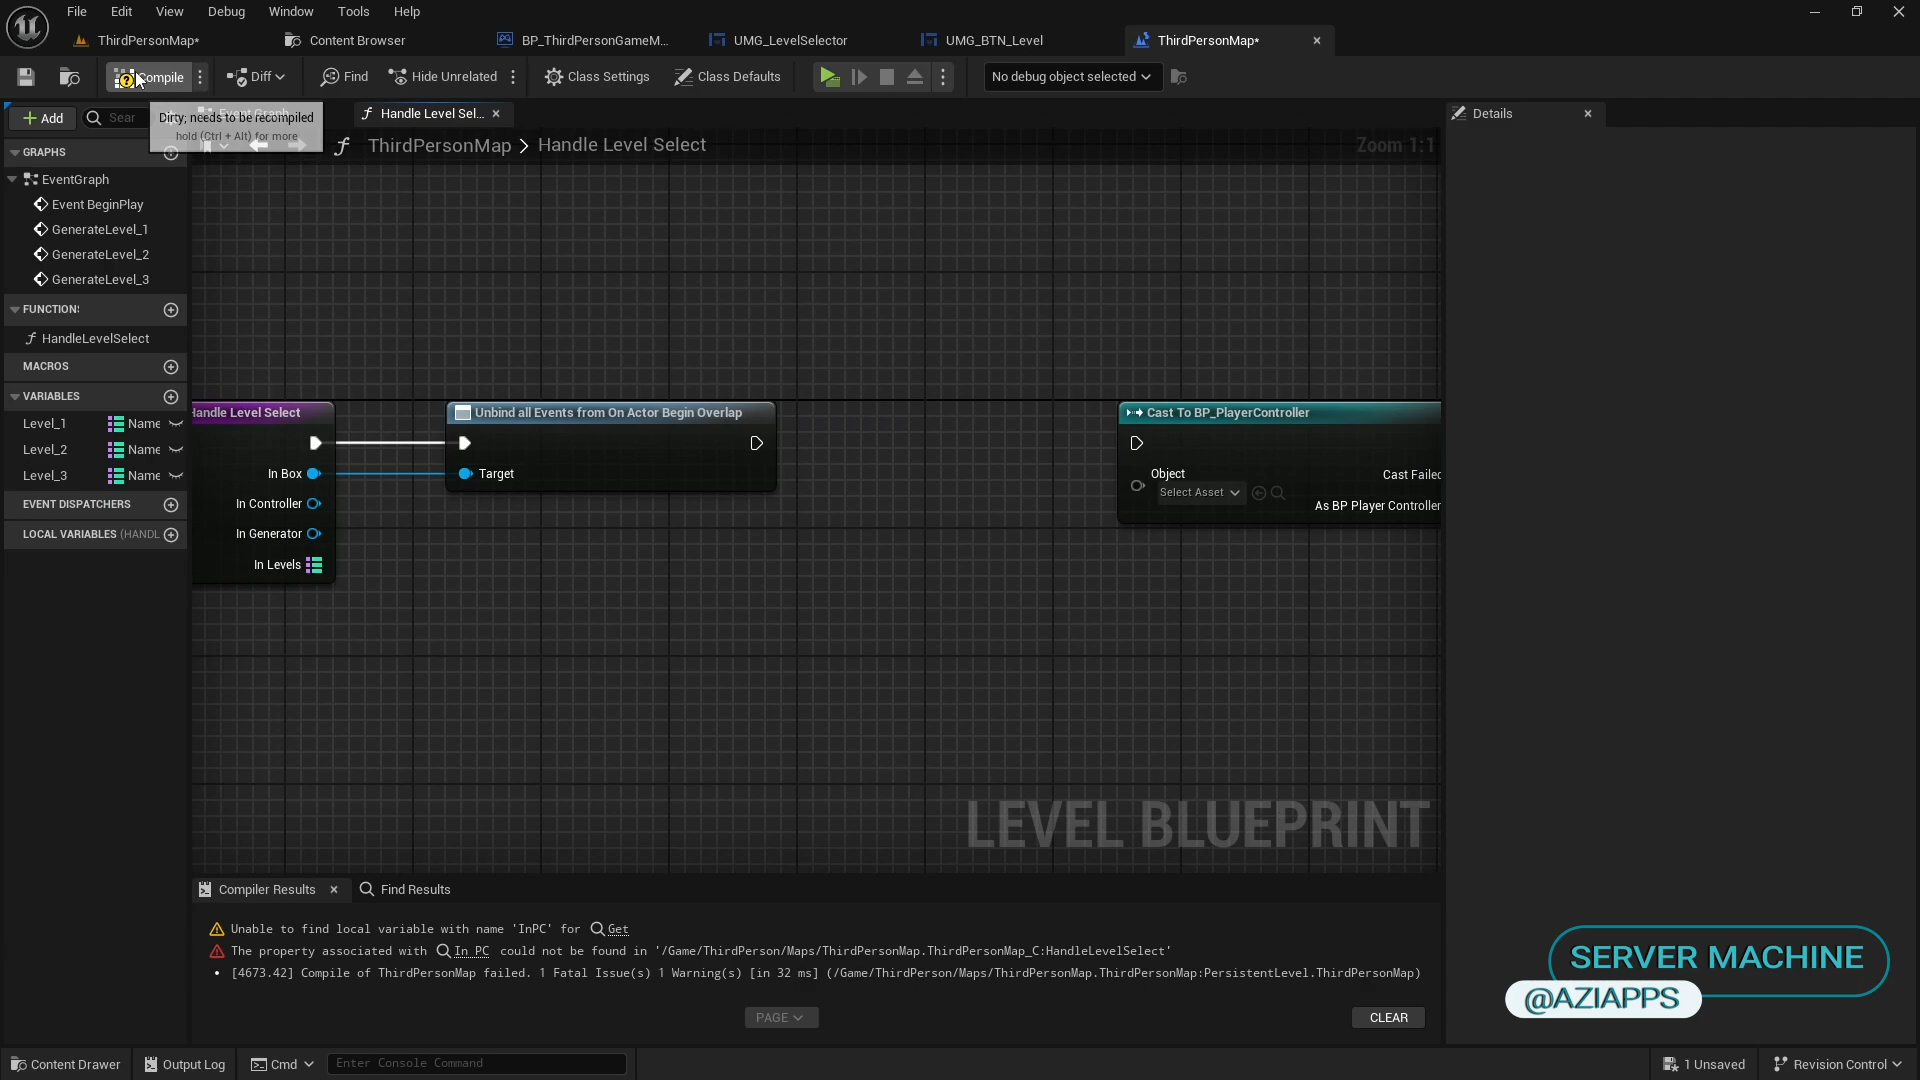 File Edit View Debug Window Tools Help
ThirdPersonMap* Content Browser BP_ThirdPersonGameM... UMG_LevelSelector UMG_BTN_Level ThirdPersonMap*
Compile Diff Find Hide Unrelated Class Settings Class Defaults No debug object selected
Add Sear Handle Level Sel... Details
Dirty; needs to be recompiled
hold (Ctrl + Alt) for more
ThirdPersonMap > Handle Level Select Zoom 1:1
GRAPHS
EventGraph
Event BeginPlay
GenerateLevel_1
GenerateLevel_2
GenerateLevel_3
FUNCTIONS
HandleLevelSelect
MACROS
VARIABLES
Level_1 Name
Level_2 Name
Level_3 Name
EVENT DISPATCHERS
LOCAL VARIABLES (HANDL
Handle Level Select
In Box
In Controller
In Generator
In Levels
Unbind all Events from On Actor Begin Overlap
Target
Cast To BP_PlayerController
Object
Select Asset
Cast Failed
As BP Player Controller
LEVEL BLUEPRINT
Compiler Results Find Results
Unable to find local variable with name 'InPC' for Get
The property associated with In PC could not be found in '/Game/ThirdPerson/Maps/ThirdPersonMap.ThirdPersonMap_C:HandleLevelSelect'
[4673.42] Compile of ThirdPersonMap failed. 1 Fatal Issue(s) 1 Warning(s) [in 32 ms] (/Game/ThirdPerson/Maps/ThirdPersonMap.ThirdPersonMap:PersistentLevel.ThirdPersonMap)
PAGE CLEAR
SERVER MACHINE
@AZIAPPS
Content Drawer Output Log Cmd Enter Console Command 1 Unsaved Revision Control